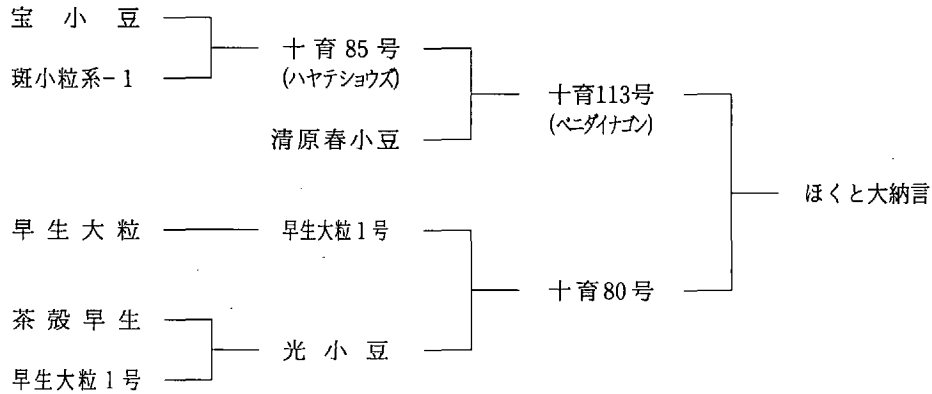 宝小豆
斑小粒系-1
十育85号
(ハヤテショウズ)
清原春小豆
十育113号
(ベニダイナゴン)
ほくと大納言
早生大粒
早生大粒1号
十育80号
茶殻早生
早生大粒1号
光小豆